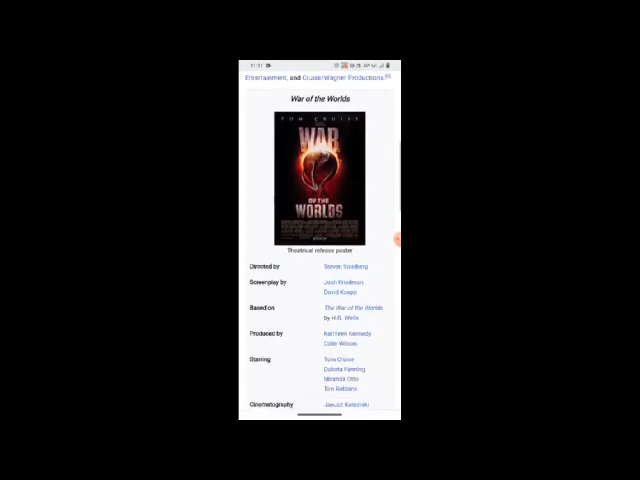 Entertainment, and Cruise/Wagner Productions.
War of the Worlds
TOM CRUISE
WAR
OF THE
WORLDS
Theatrical release poster
Directed by Steven Spielberg
Screenplay by Josh Friedman
David Koepp
Based on The War of the Worlds
by H.G. Wells
Produced by Kathleen Kennedy
Colin Wilson
Starring Tom Cruise
Dakota Fanning
Miranda Otto
Tim Robbins
Cinematography Janusz Kamiński